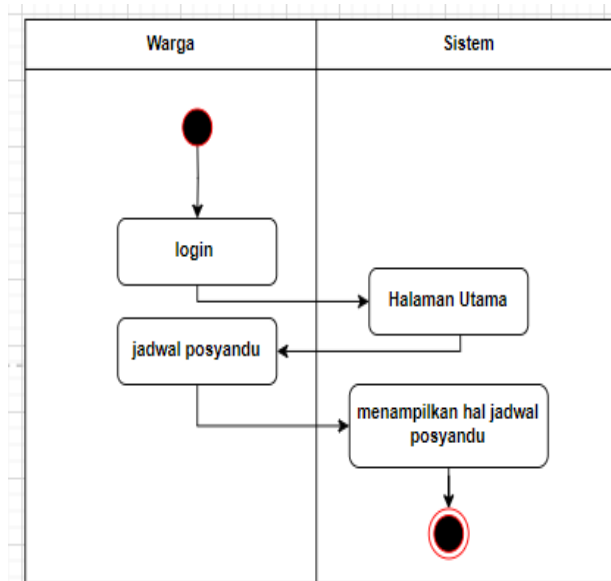 Warga
Sistem
login
Halaman Utama
jadwal posyandu
menampilkan hal jadwal
posyandu